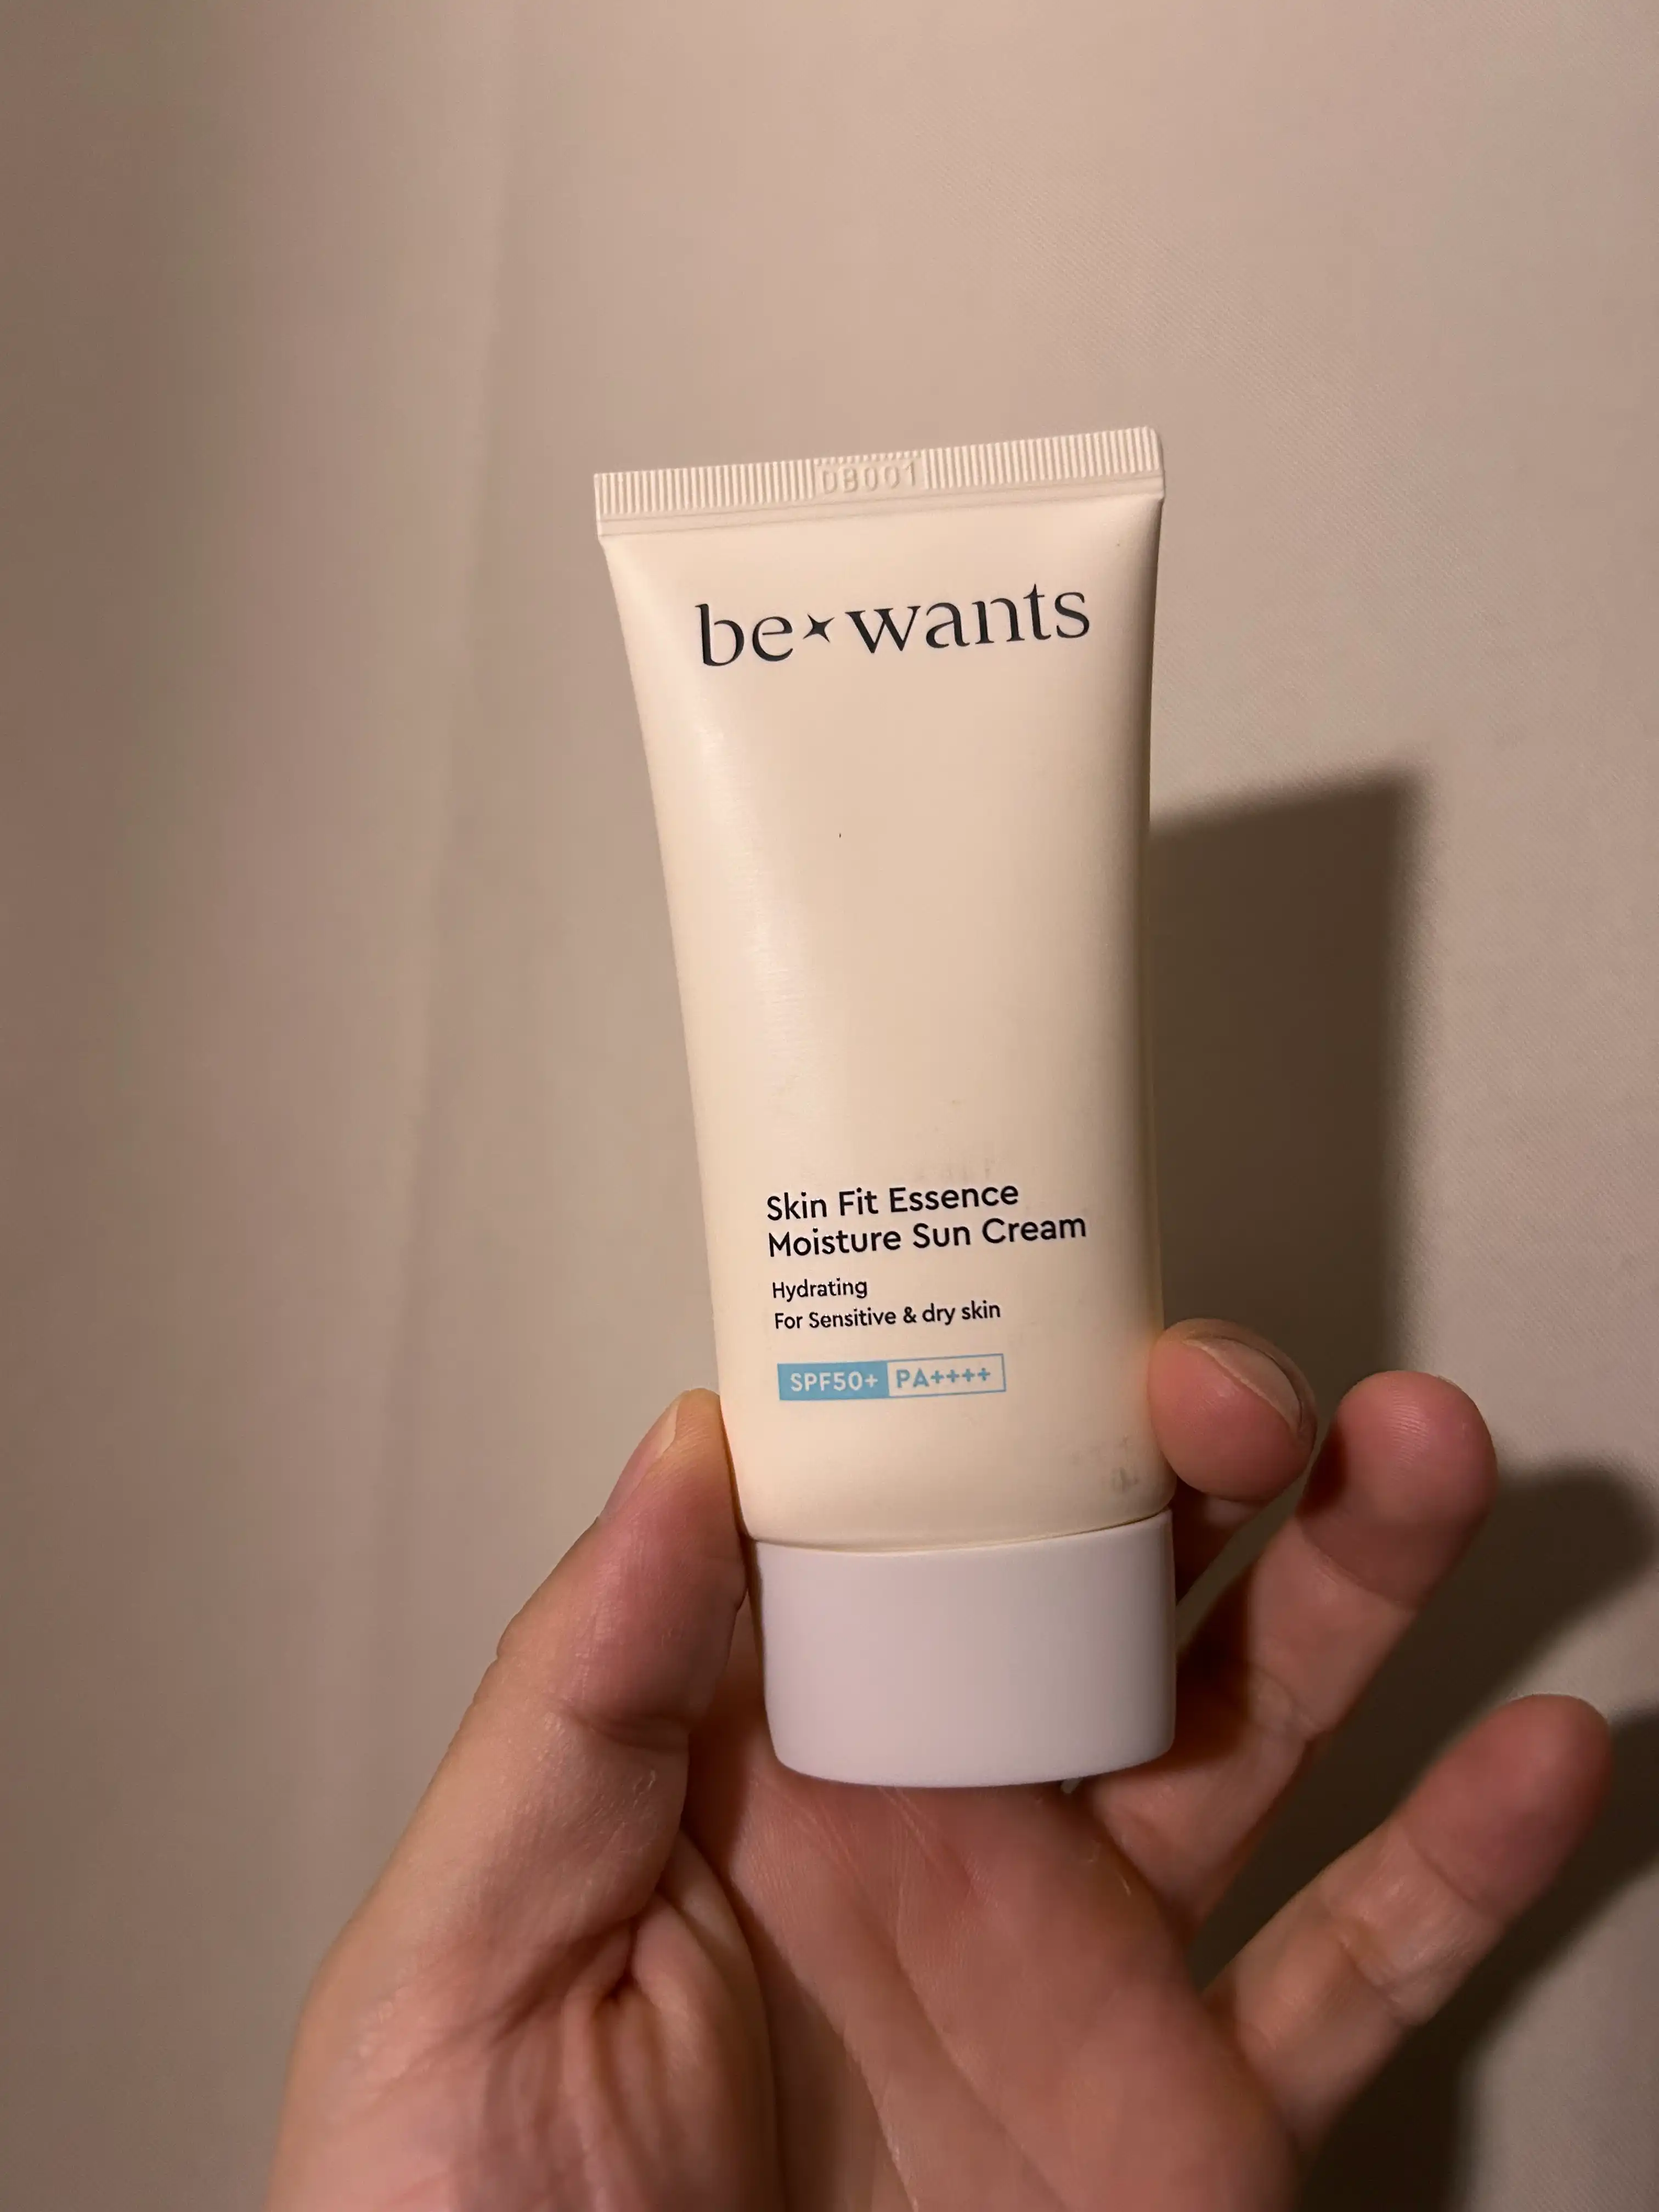 DB001
be wants
Skin Fit Essence
Moisture Sun Cream
Hydrating
For Sensitive & dry skin
SPF50+ PA++++